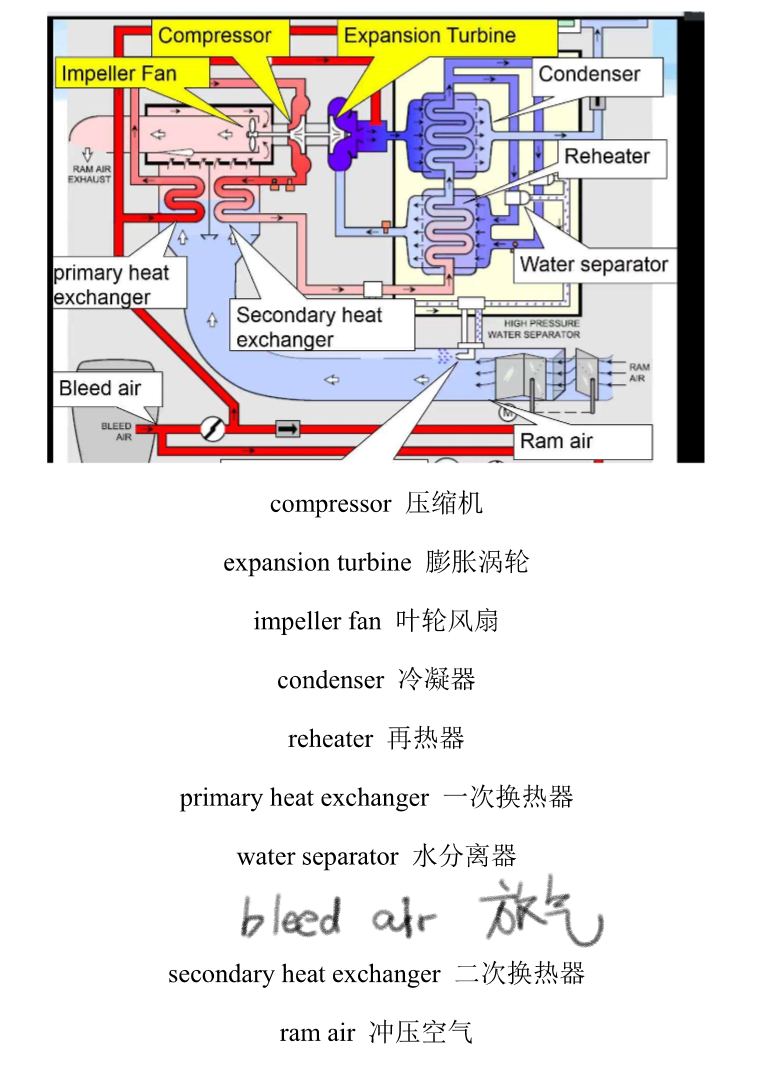 Compressor
Expansion Turbine
Impeller Fan
Condenser
Reheater
RAM AIR
EXHAUST
primary heat
exchanger
Water separator
Secondary heat
exchanger
HIGH PRESSURE
WATER SEPARATOR
RAM
AIR
Bleed air
BLEED
AIR
M
Ram air
compressor 压缩机
expansion turbine 膨胀涡轮
impeller fan 叶轮风扇
condenser 冷凝器
reheater 再热器
primary heat exchanger 一次换热器
water separator 水分离器
bleed air 放气
secondary heat exchanger 二次换热器
ram air 冲压空气